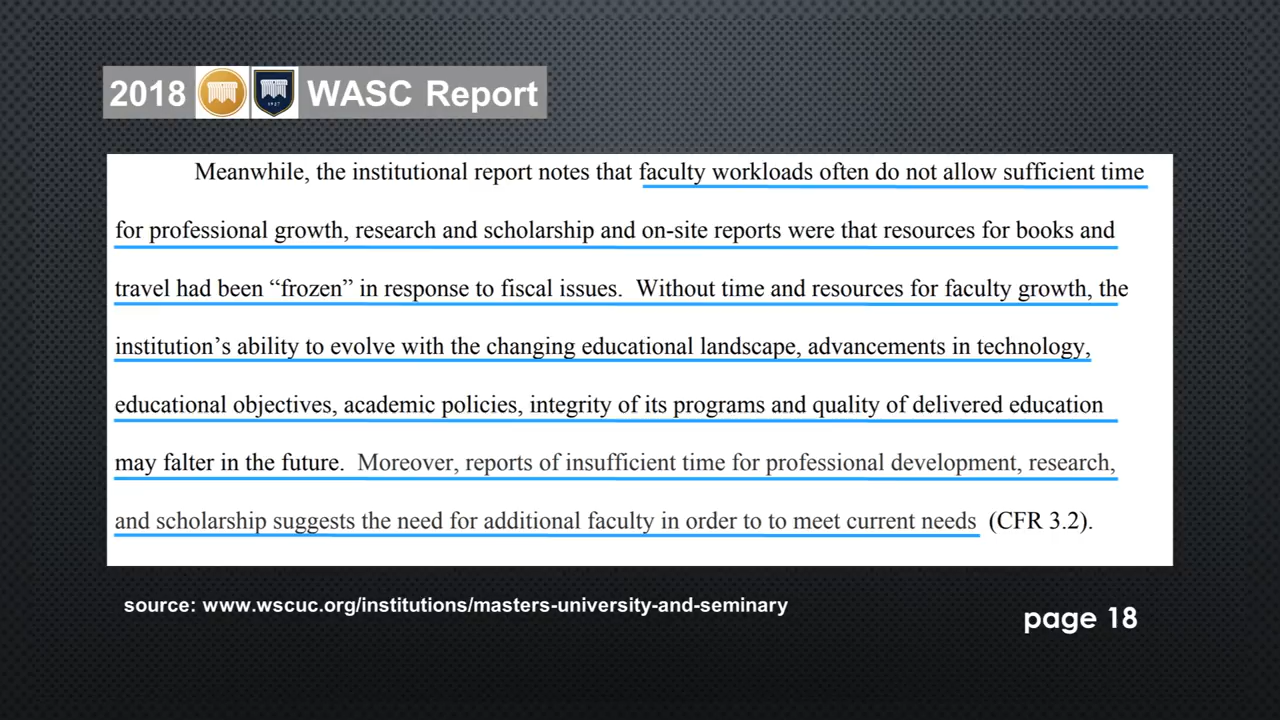 2018 WASC Report
1927
Meanwhile, the institutional report notes that faculty workloads often do not allow sufficient time
for professional growth, research and scholarship and on-site reports were that resources for books and
travel had been “frozen” in response to fiscal issues.  Without time and resources for faculty growth, the
institution’s ability to evolve with the changing educational landscape, advancements in technology,
educational objectives, academic policies, integrity of its programs and quality of delivered education
may falter in the future.  Moreover, reports of insufficient time for professional development, research,
and scholarship suggests the need for additional faculty in order to to meet current needs  (CFR 3.2).
source: www.wscuc.org/institutions/masters-university-and-seminary
page 18